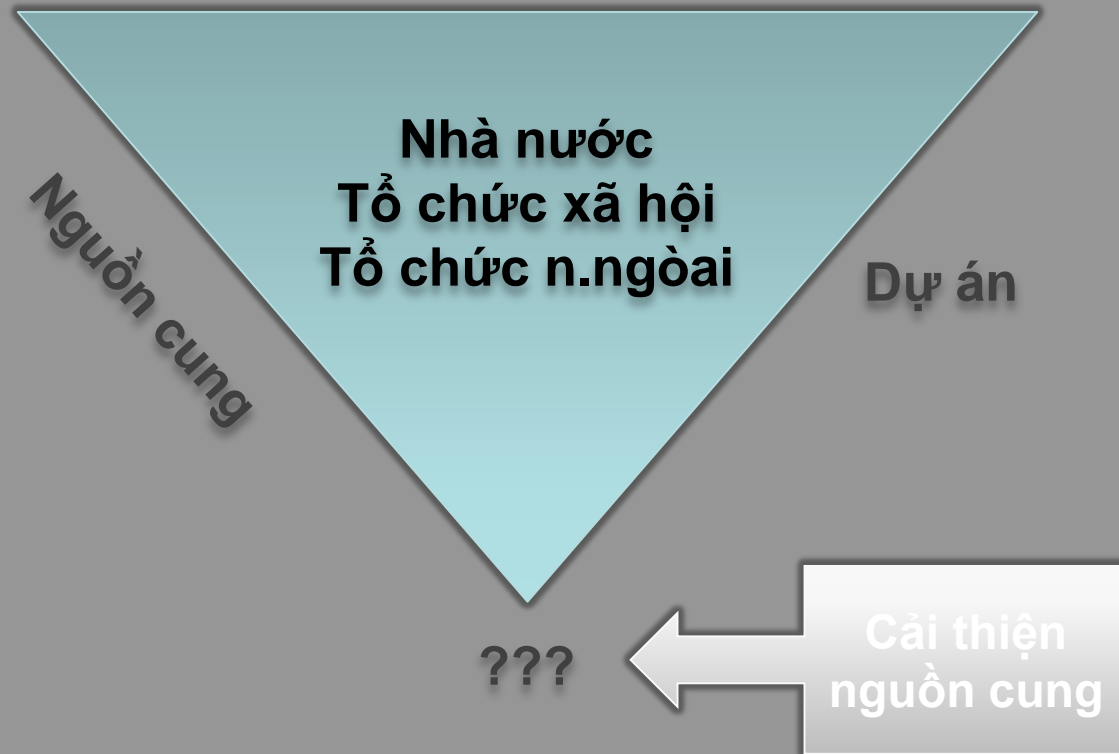 Nhà nước
Tổ chức xã hội
Tổ chức n.ngòai
Nguồn cung
Dự án
???
Cải thiện
nguồn cung